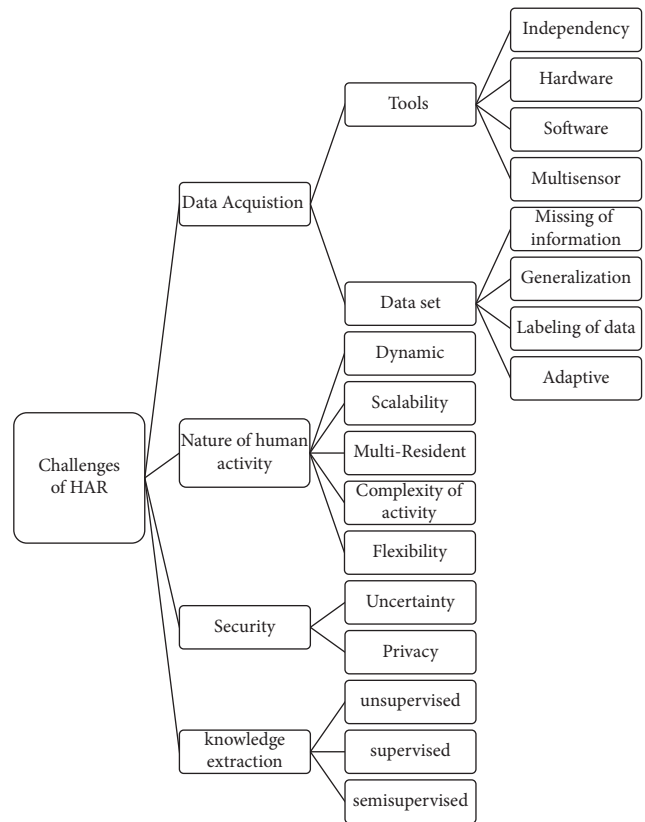 Challenges
of HAR
Data Acquistion
Tools
Independency
Hardware
Software
Multisensor
Data set
Missing of
information
Generalization
Labeling of data
Adaptive
Nature of human
activity
Dynamic
Scalability
Multi-Resident
Complexity of
activity
Flexibility
Security
Uncertainty
Privacy
knowledge
extraction
unsupervised
supervised
semisupervised